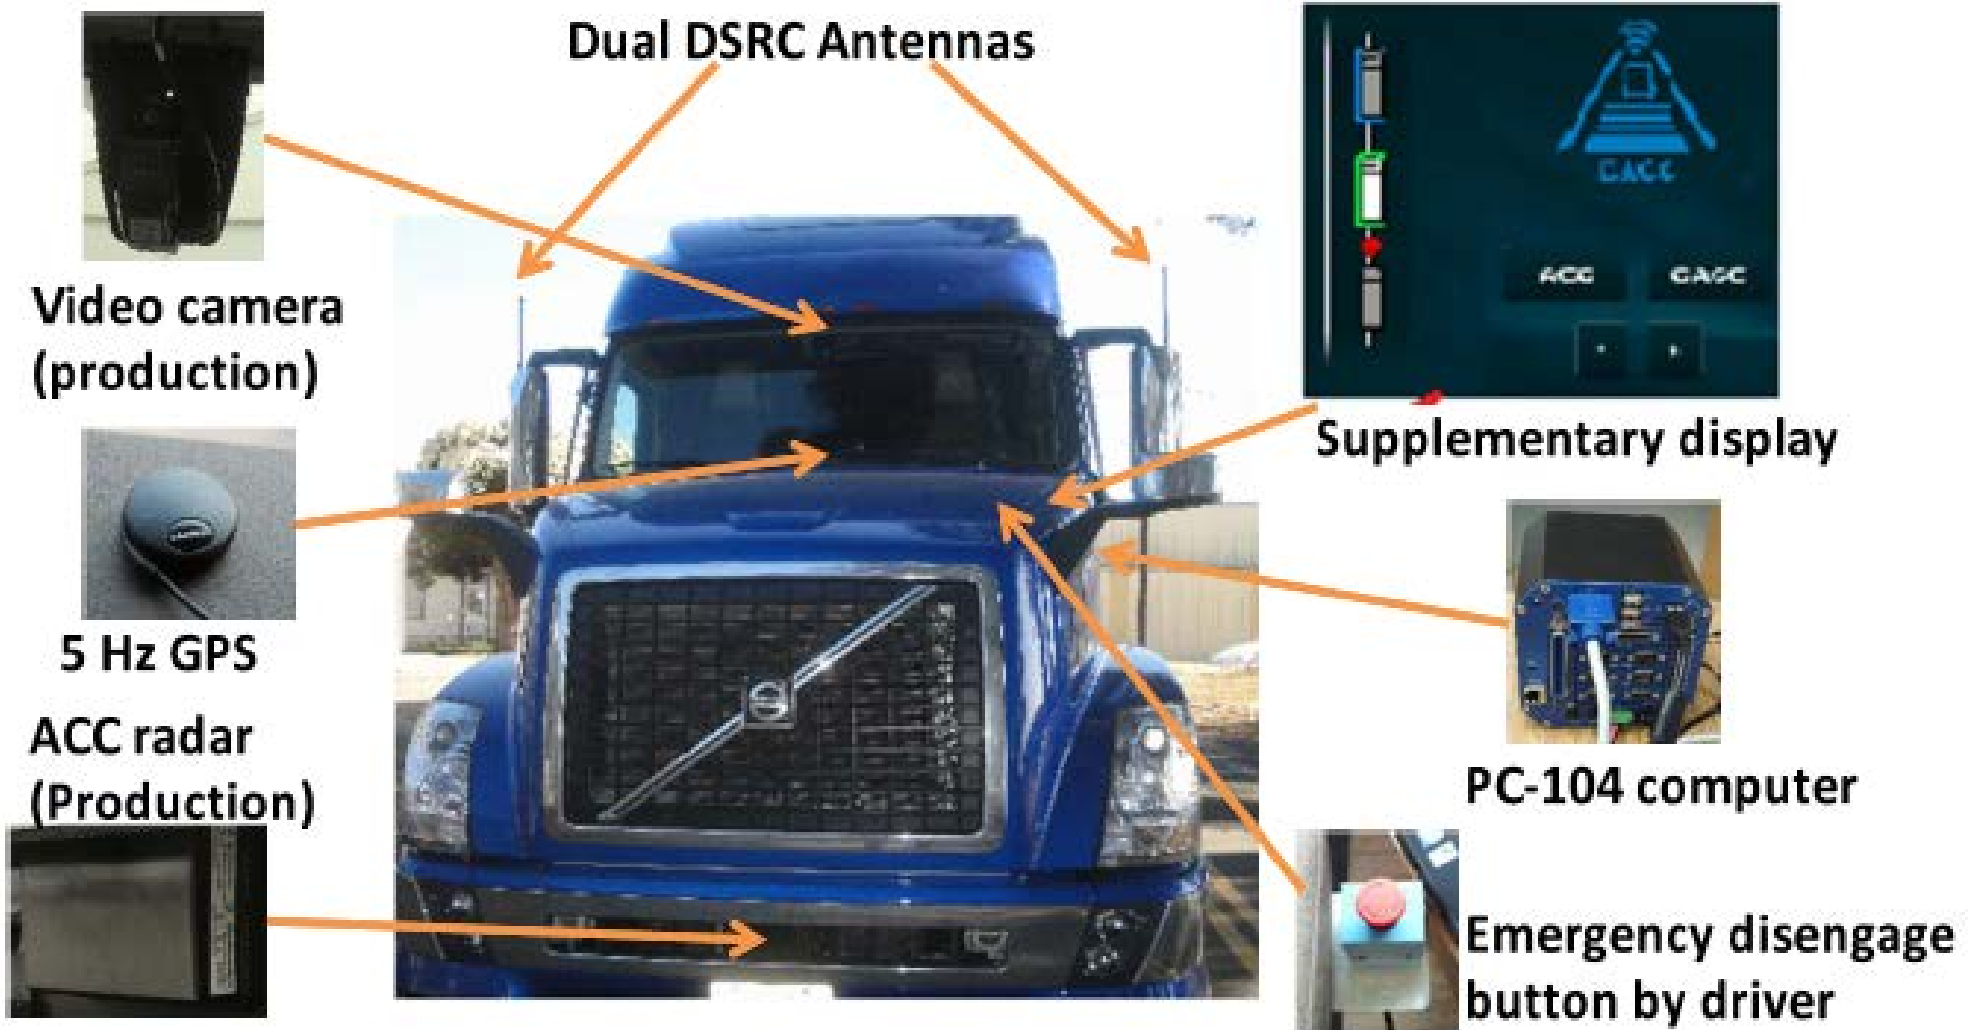 Dual DSRC Antennas
Video camera
(production)
5 Hz GPS
ACC radar
(Production)
CACC
ACC
CACC
Supplementary display
PC-104 computer
Emergency disengage
button by driver